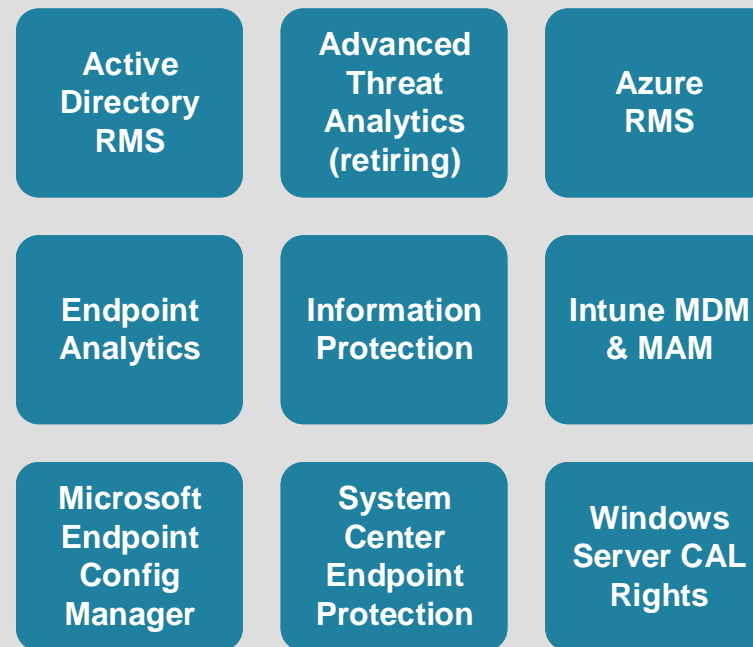 Active
Directory
RMS
Advanced
Threat
Analytics
(retiring)
Azure
RMS
Endpoint
Analytics
Information
Protection
Intune MDM
& MAM
Microsoft
Endpoint
Config
Manager
System
Center
Endpoint
Protection
Windows
Server CAL
Rights